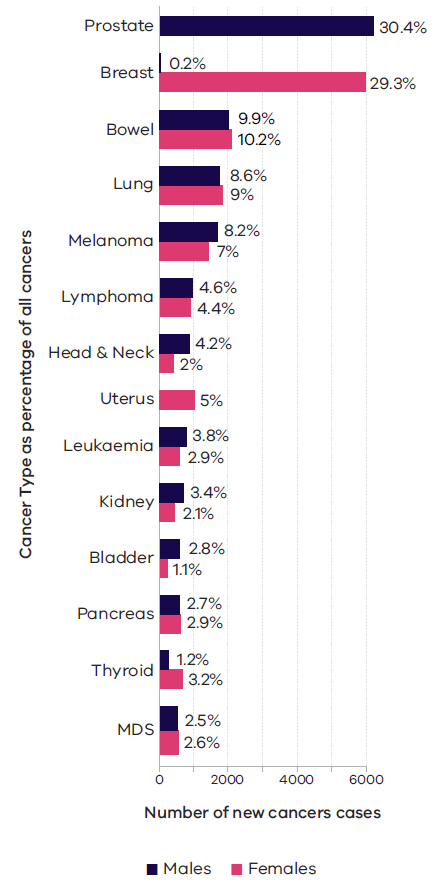 Prostate
30.4%
Breast
0.2%
29.3%
Bowel
9.9%
10.2%
Lung
8.6%
9%
Melanoma
8.2%
7%
Lymphoma
4.6%
4.4%
Head & Neck
4.2%
2%
Uterus
5%
Leukaemia
3.8%
2.9%
Kidney
3.4%
2.1%
Bladder
2.8%
1.1%
Pancreas
2.7%
2.9%
Thyroid
1.2%
3.2%
MDS
2.5%
2.6%
Cancer Type as percentage of all cancers
0 2000 4000 6000
Number of new cancers cases
Males Females